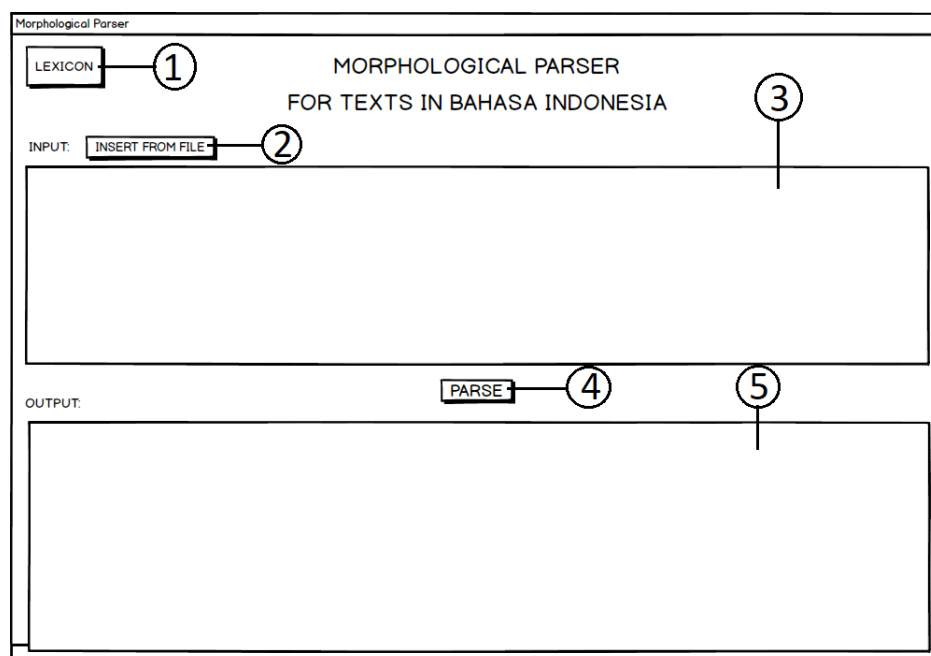 Morphological Parser
LEXICON
1
MORPHOLOGICAL PARSER
FOR TEXTS IN BAHASA INDONESIA
3
INPUT:
INSERT FROM FILE
2
PARSE
4
5
OUTPUT: